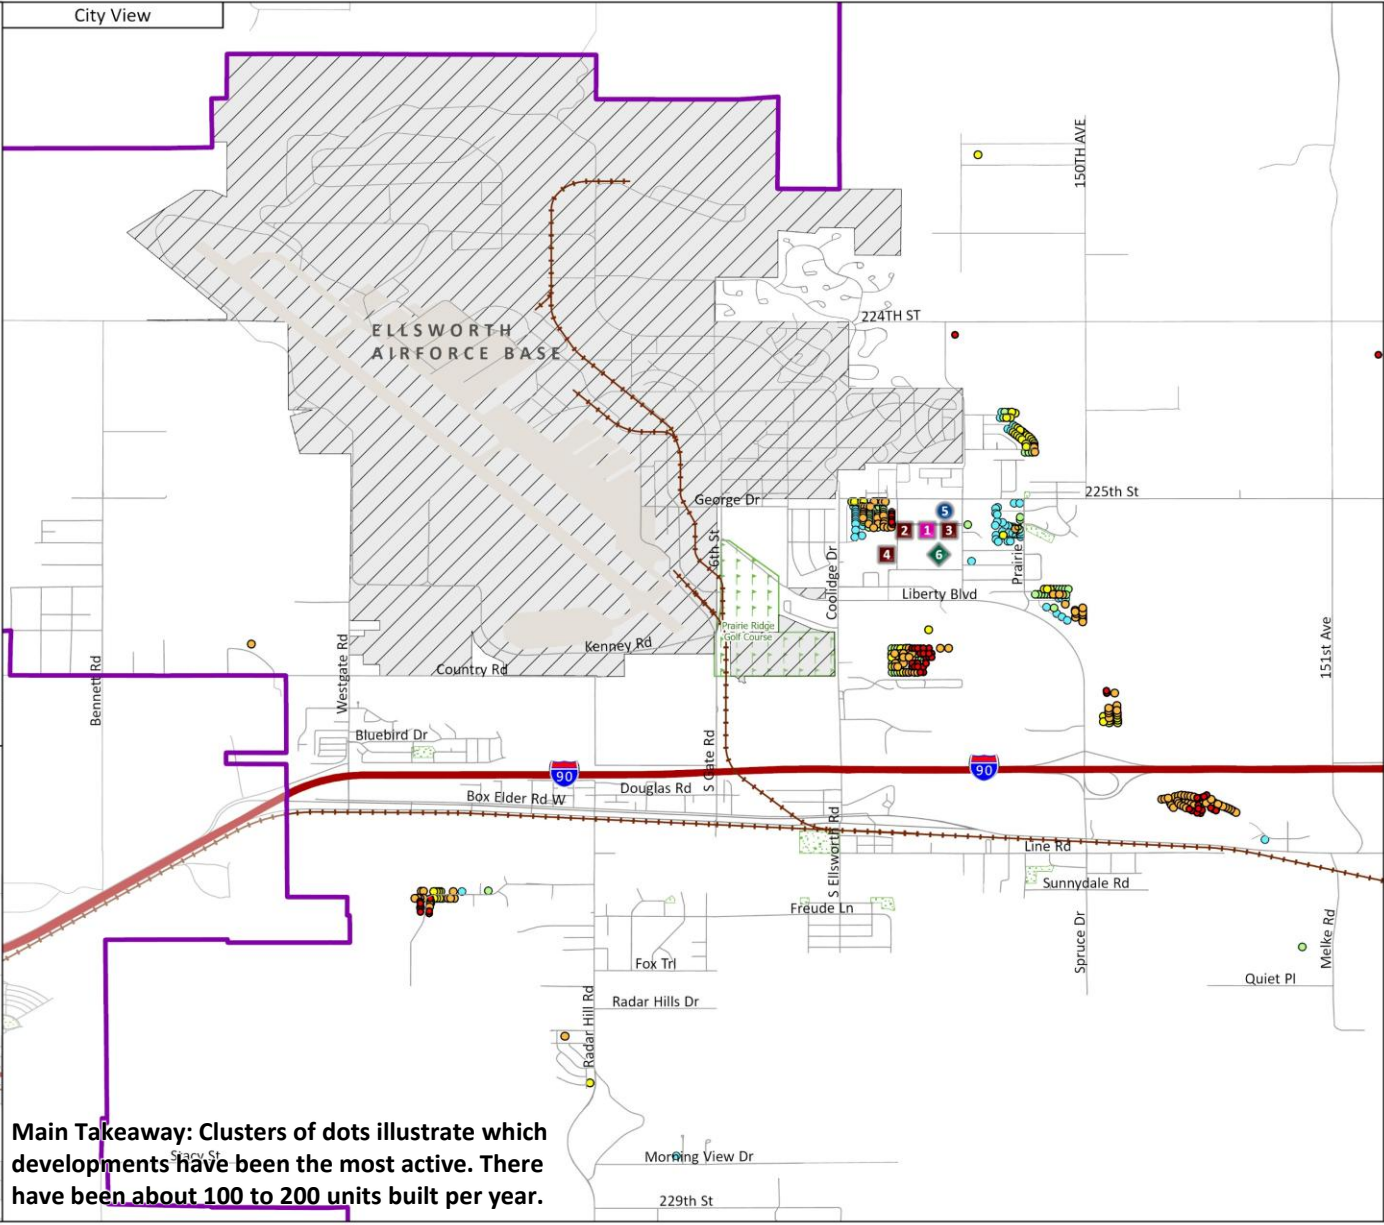 City View
150TH AVE
224TH ST
ELLSWORTH
AIRFORCE BASE
225th St
George Dr
5
2
1
3
4
6
6th St
Coolidge Dr
Prairie
Liberty Blvd
Prairie Ridge
Golf Course
Kenney Rd
Country Rd
Westgate Rd
Bennett Rd
151st Ave
Bluebird Dr
S Gate Rd
90
90
Douglas Rd
Box Elder Rd W
S Ellsworth Rd
Line Rd
Sunnydale Rd
Freude Ln
Spruce Dr
Melke Rd
Fox Trl
Quiet Pl
Radar Hills Dr
Radar Hill Rd
Main Takeaway: Clusters of dots illustrate which
Stacy St
developments have been the most active. There
Morning View Dr
have been about 100 to 200 units built per year.
229th St